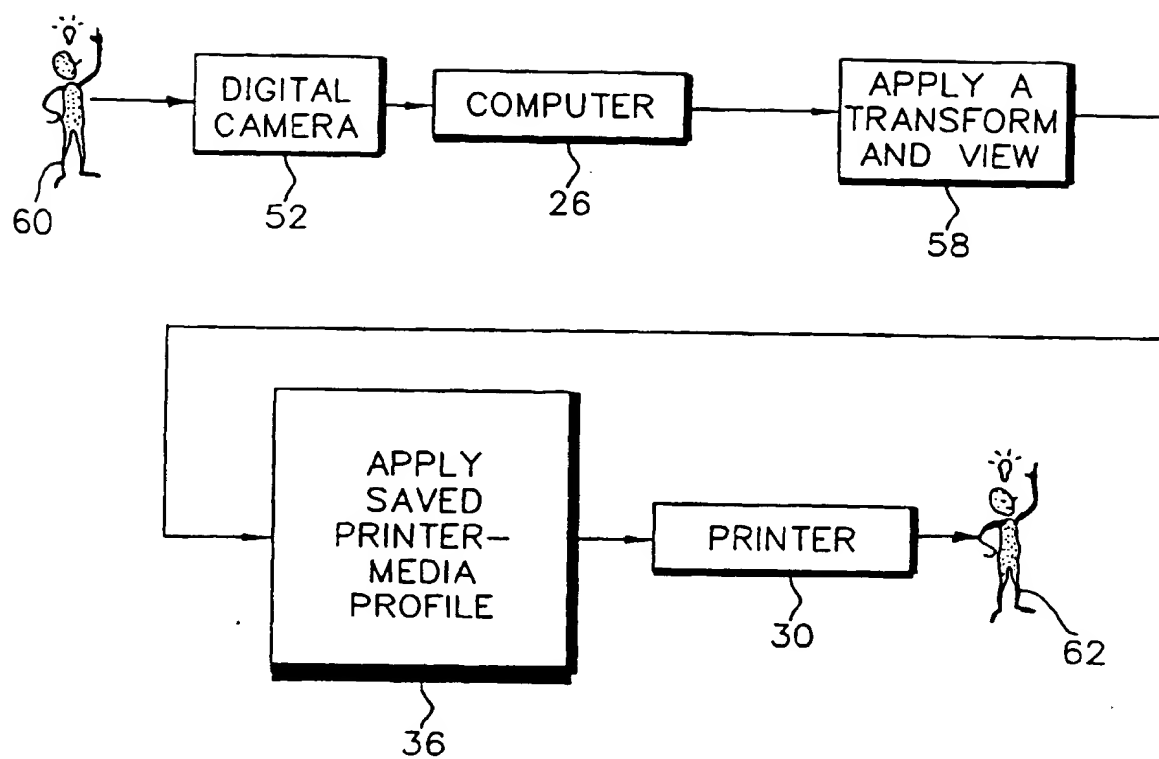 DIGITAL
CAMERA
COMPUTER
APPLY A
TRANSFORM
AND VIEW
60
52
26
58
APPLY
SAVED
PRINTER—
MEDIA
PROFILE
PRINTER
36
30
62